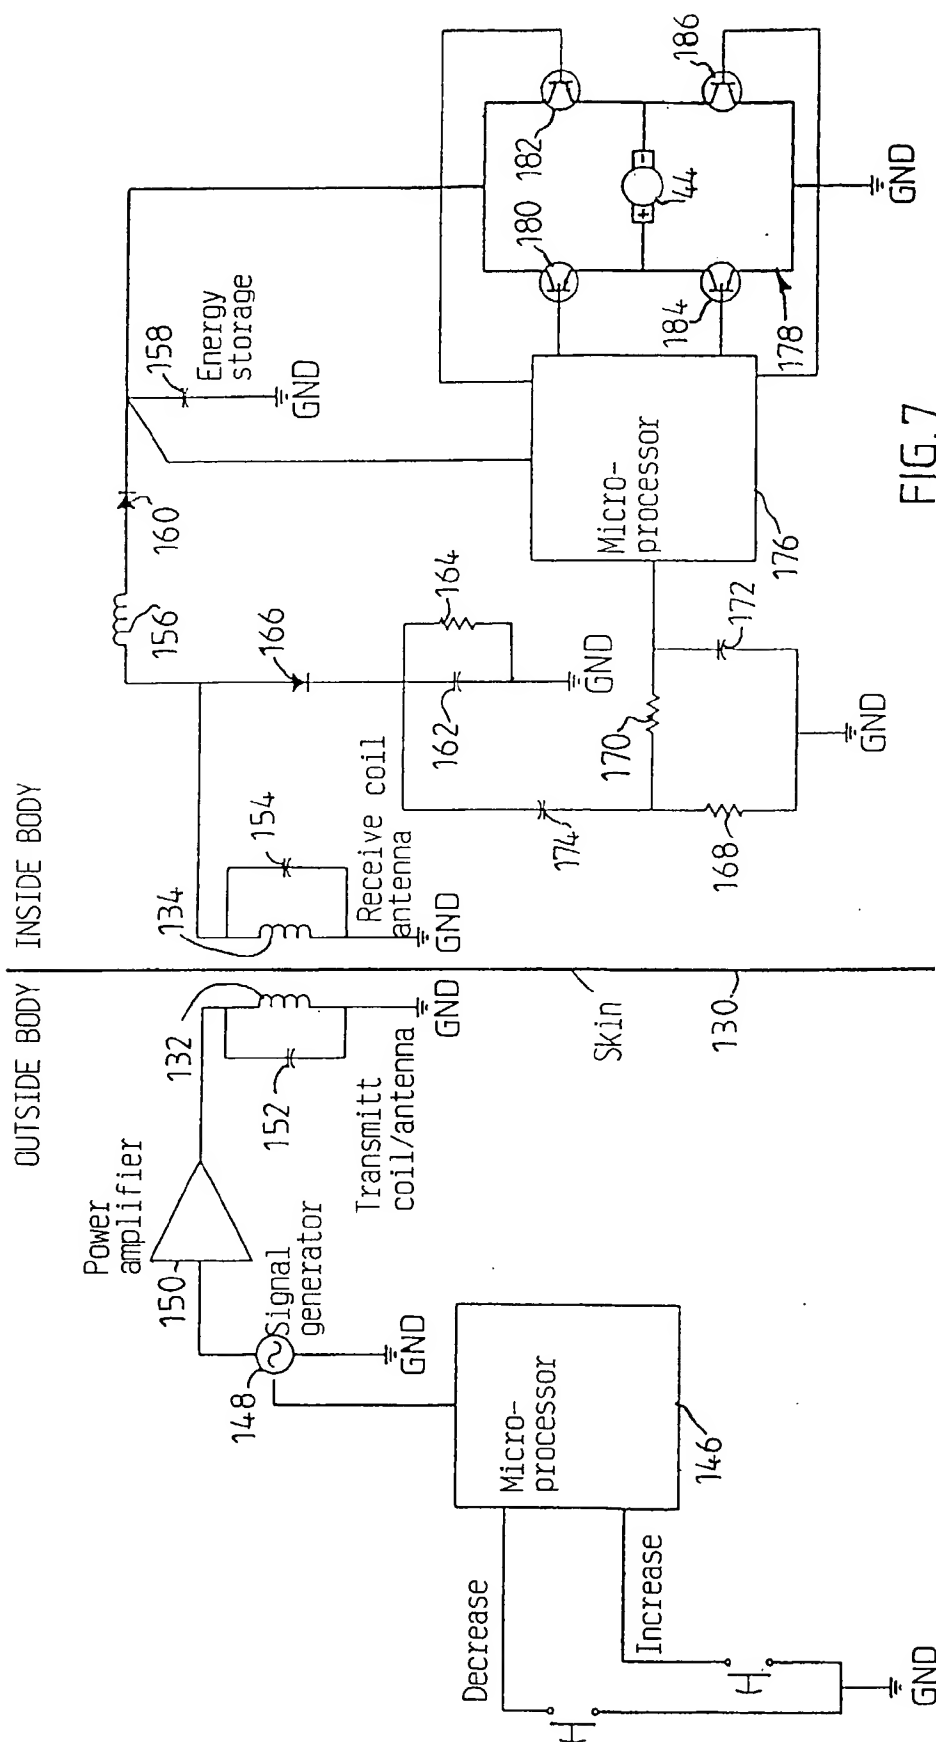 OUTSIDE BODY
INSIDE BODY
Power
amplifier
150
132
134
154
152
Transmitt
coil/antenna
GND
Receive coil
antenna
GND
Signal
generator
148
GND
Micro-
processor
146
Decrease
Increase
GND
Skin
130
156
160
158
Energy
storage
GND
166
164
162
GND
174
170
172
168
GND
Micro-
processor
176
180
182
184
186
+
-
44
178
GND
FIG. 7